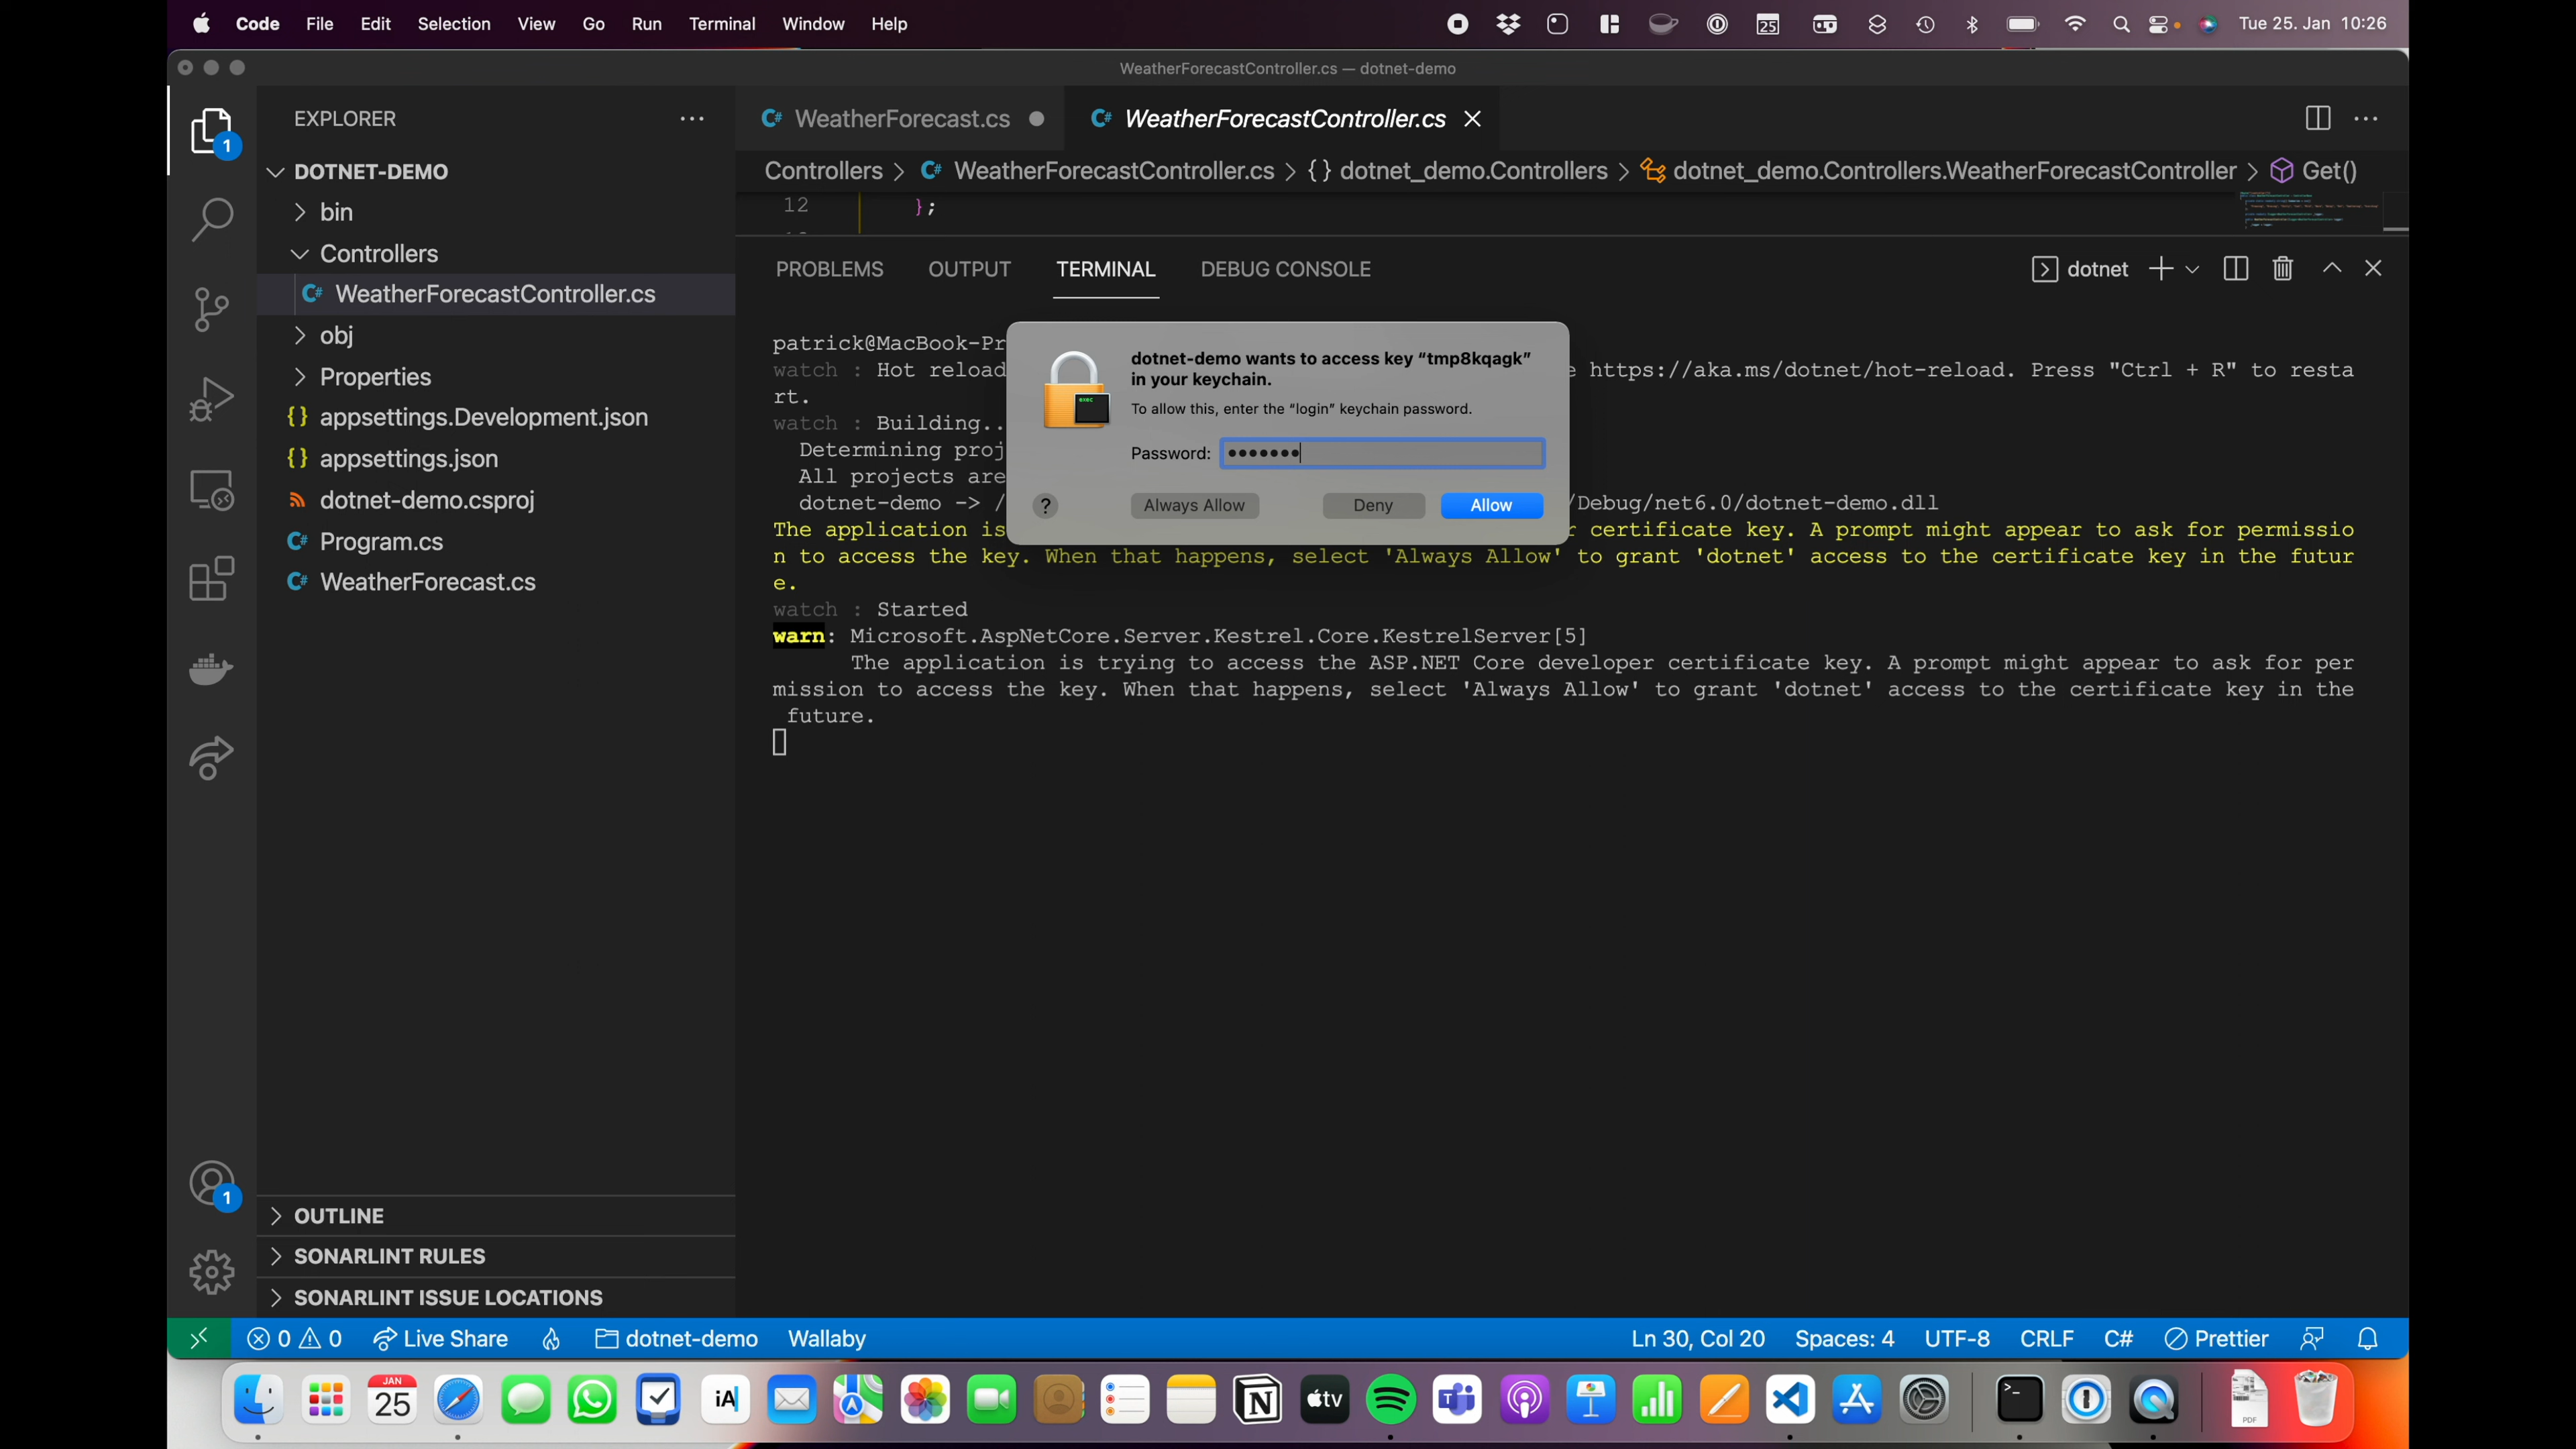 Code File Edit Selection View Go Run Terminal Window Help
25
Tue 25. Jan 10:26
WeatherForecastController.cs — dotnet-demo
EXPLORER
1
DOTNET-DEMO
bin
Controllers
C# WeatherForecastController.cs
obj
Properties
{} appsettings.Development.json
{} appsettings.json
dotnet-demo.csproj
C# Program.cs
C# WeatherForecast.cs
1
OUTLINE
SONARLINT RULES
SONARLINT ISSUE LOCATIONS
C# WeatherForecast.cs
C# WeatherForecastController.cs
Controllers > C# WeatherForecastController.cs > {} dotnet_demo.Controllers > dotnet_demo.Controllers.WeatherForecastController > Get()
12 };
PROBLEMS OUTPUT TERMINAL DEBUG CONSOLE
dotnet
patrick@MacBook-Pr
watch : Hot reload e https://aka.ms/dotnet/hot-reload. Press "Ctrl + R" to resta
rt.
watch : Building..
Determining proj
All projects are
dotnet-demo -> / /Debug/net6.0/dotnet-demo.dll
The application is r certificate key. A prompt might appear to ask for permissio
n to access the key. When that happens, select 'Always Allow' to grant 'dotnet' access to the certificate key in the futur
e.
watch : Started
warn: Microsoft.AspNetCore.Server.Kestrel.Core.KestrelServer[5]
The application is trying to access the ASP.NET Core developer certificate key. A prompt might appear to ask for per
mission to access the key. When that happens, select 'Always Allow' to grant 'dotnet' access to the certificate key in the
future.
exec
dotnet-demo wants to access key “tmp8kqagk”
in your keychain.
To allow this, enter the “login” keychain password.
Password: •••••••
? Always Allow Deny Allow
0 0 Live Share dotnet-demo Wallaby
Ln 30, Col 20 Spaces: 4 UTF-8 CRLF C# Prettier
JAN
25
iA
N
tv
>_
PDF